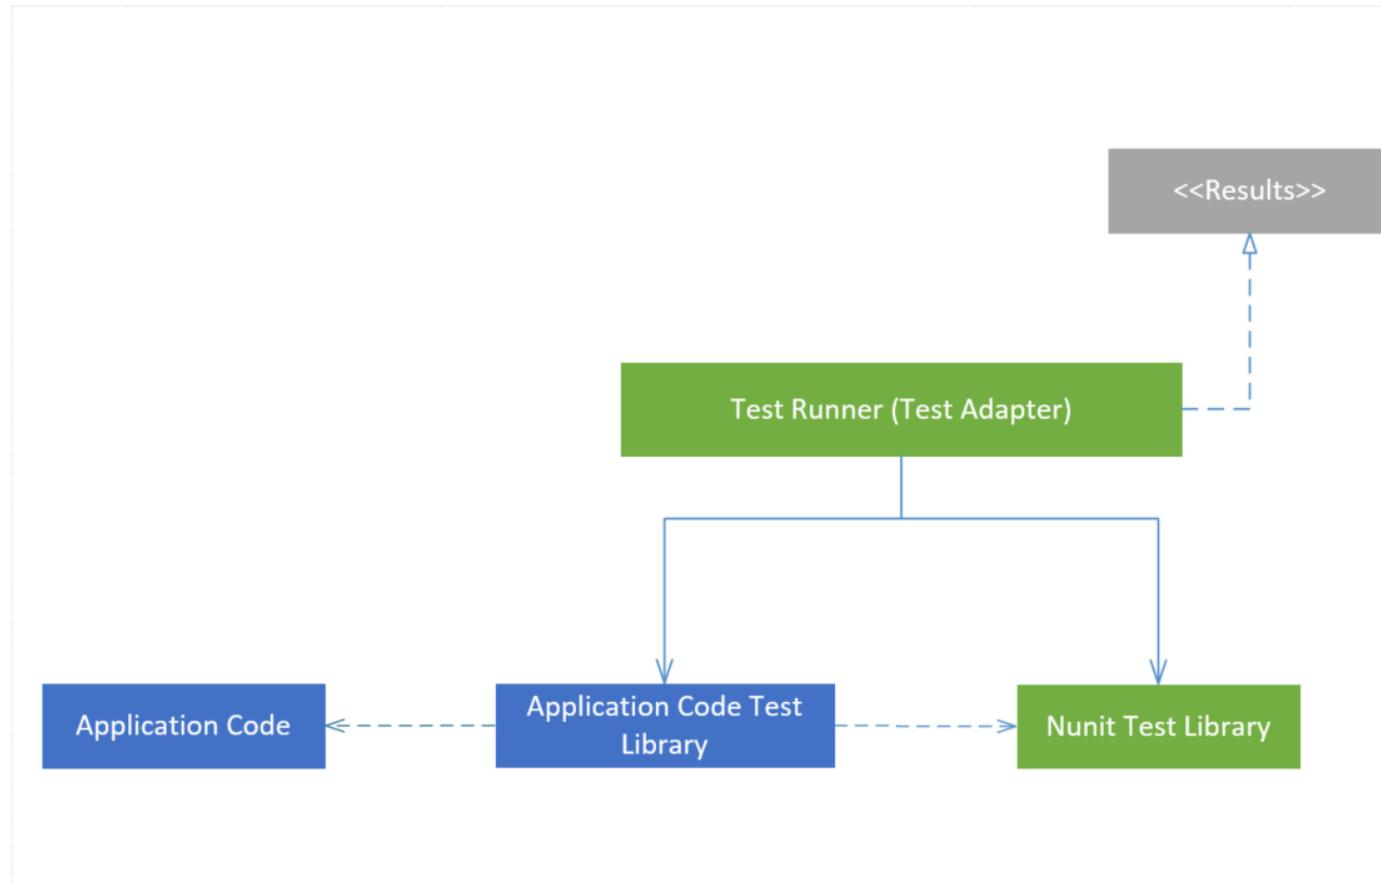 <<Results>>
Test Runner (Test Adapter)
Application Code
Application Code Test
Library
Nunit Test Library